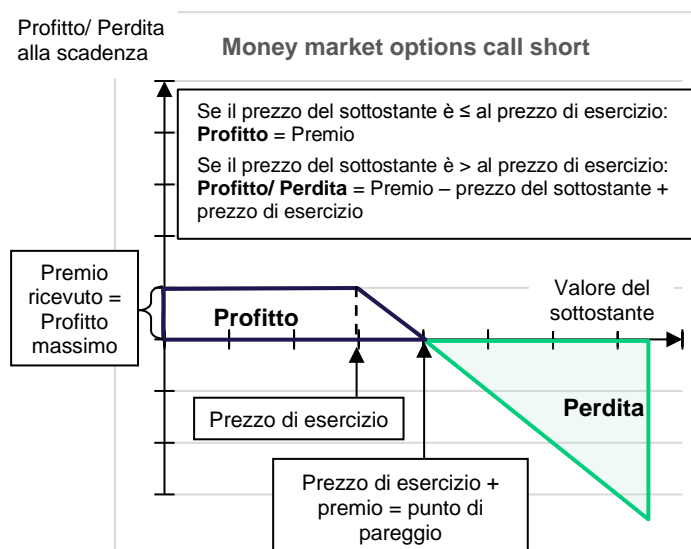 Profitto/ Perdita
alla scadenza
Money market options call short
Se il prezzo del sottostante è ≤ al prezzo di esercizio:
Profitto = Premio
Se il prezzo del sottostante è > al prezzo di esercizio:
Profitto/ Perdita = Premio – prezzo del sottostante +
prezzo di esercizio
Premio
ricevuto =
Profitto
massimo
Profitto
Valore del
sottostante
Prezzo di esercizio
Perdita
Prezzo di esercizio +
premio = punto di
pareggio